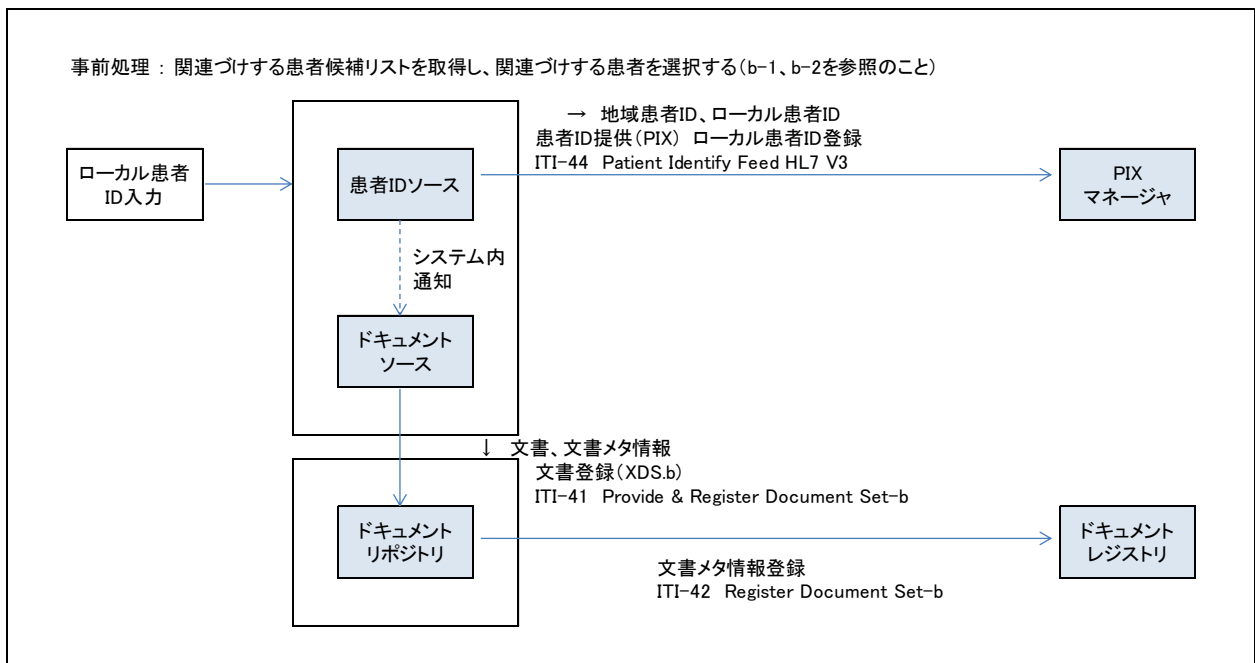 事前処理 : 関連づけする患者候補リストを取得し、関連づけする患者を選択する(b-1、b-2を参照のこと)
→ 地域患者ID、ローカル患者ID
患者ID提供(PIX) ローカル患者ID登録
ITI-44 Patient Identify Feed HL7 V3
ローカル患者
ID入力
患者IDソース
PIX
マネージャ
システム内
通知
ドキュメント
ソース
↓ 文書、文書メタ情報
文書登録(XDS.b)
ITI-41 Provide & Register Document Set-b
ドキュメント
リポジトリ
ドキュメント
レジストリ
文書メタ情報登録
ITI-42 Register Document Set-b